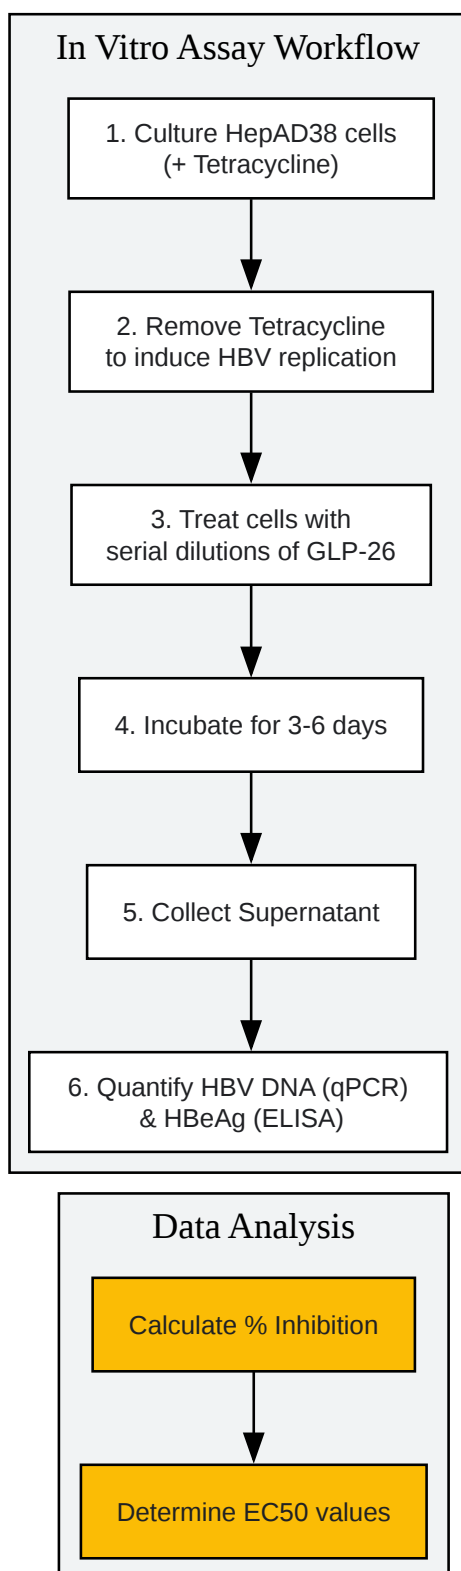 In Vitro Assay Workflow
1. Culture HepAD38 cells
(+ Tetracycline)
2. Remove Tetracycline
to induce HBV replication
3. Treat cells with
serial dilutions of GLP-26
4. Incubate for 3-6 days
5. Collect Supernatant
6. Quantify HBV DNA (qPCR)
& HBeAg (ELISA)
Data Analysis
Calculate % Inhibition
Determine EC50 values